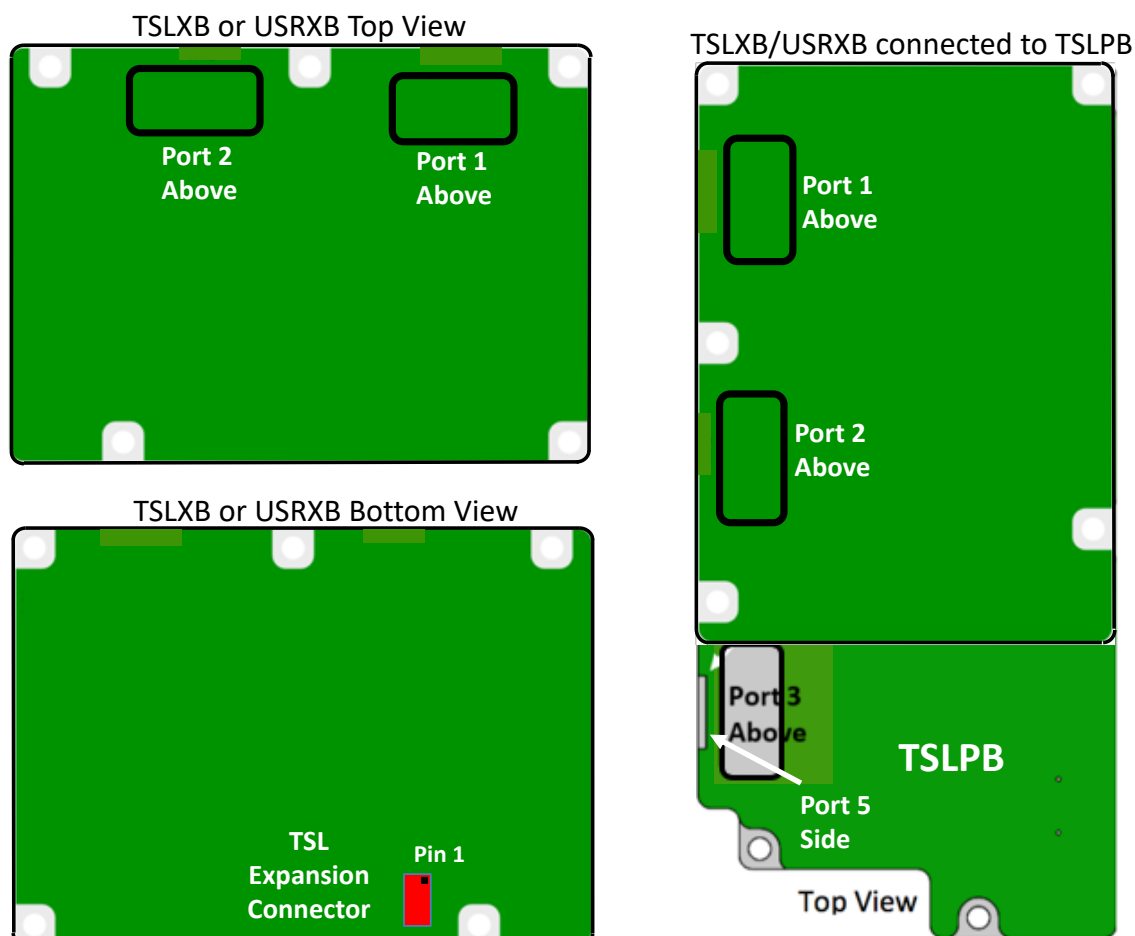 TSLXB or USRXB Top View
Port 2
Above
Port 1
Above
TSLXB or USRXB Bottom View
TSL
Expansion
Connector
Pin 1
TSLXB/USRXB connected to TSLPB
Port 1
Above
Port 2
Above
Port 3
Above
TSLPB
Port 5
Side
Top View